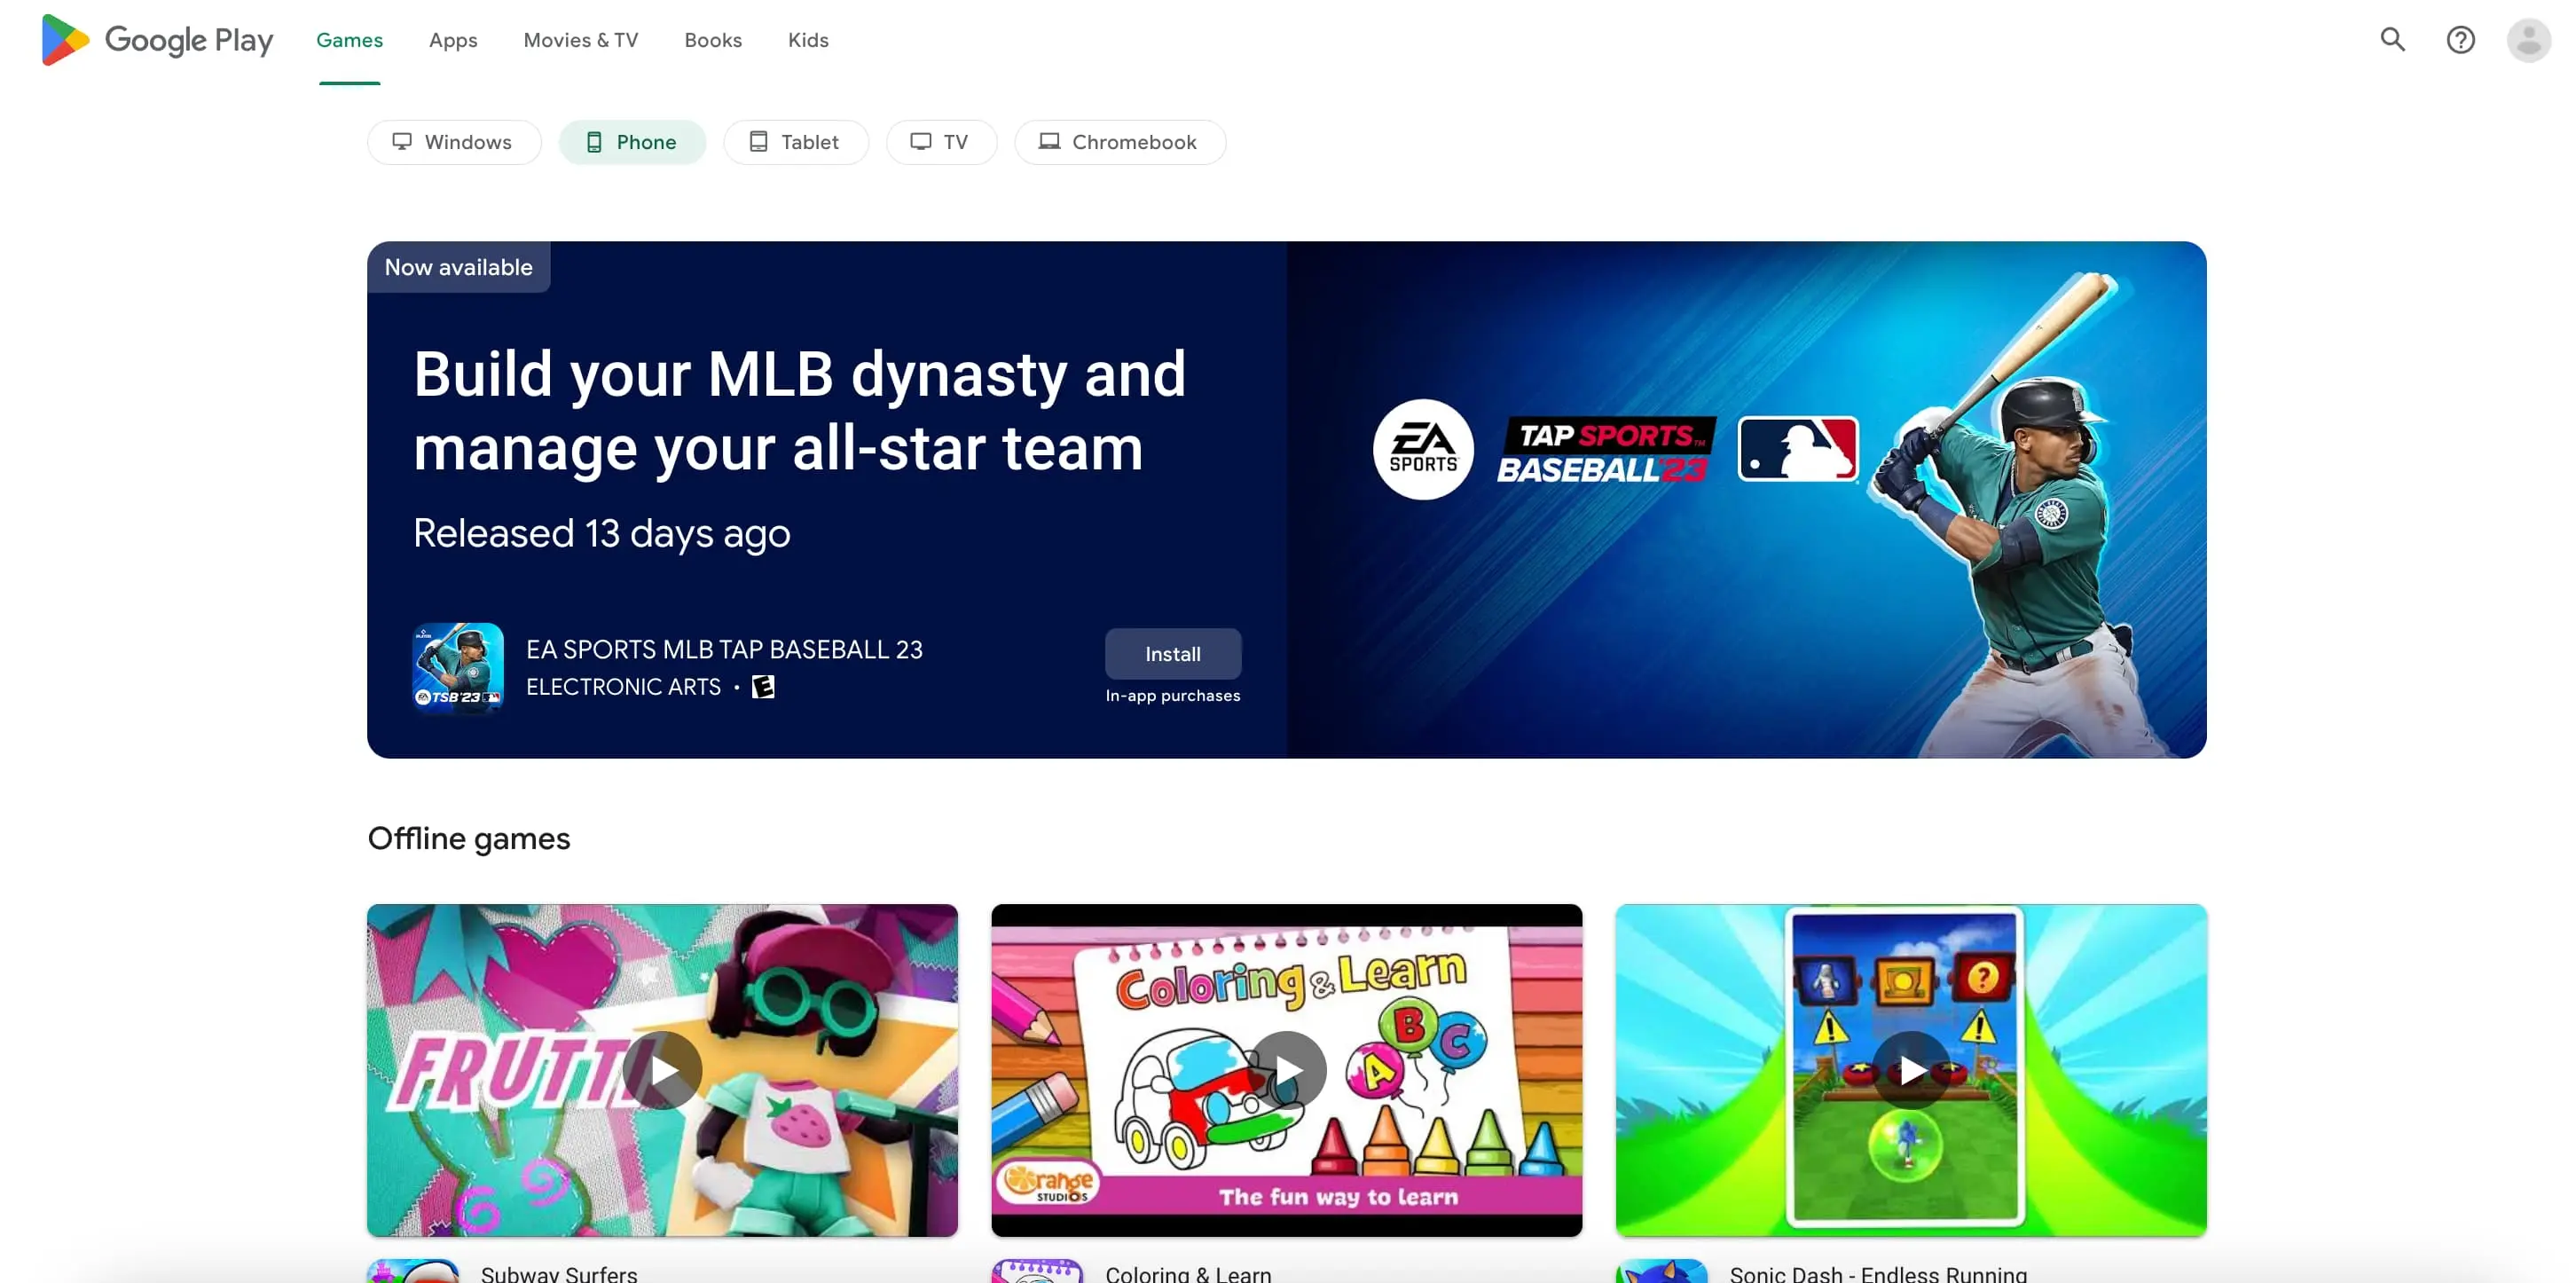 Google Play
Games
Apps
Movies & TV
Books
Kids
Windows
Phone
Tablet
TV
Chromebook
Now available
Build your MLB dynasty and
manage your all-star team
Released 13 days ago
EA SPORTS MLB TAP BASEBALL 23
ELECTRONIC ARTS • E
Install
In-app purchases
EA
SPORTS
TAP SPORTS™
BASEBALL'23
TSB'23
Offline games
FRUTTI
Coloring & Learn
A B C
Orange
STUDIOS
The fun way to learn
Subway Surfers
Coloring & Learn
Sonic Dash - Endless Running